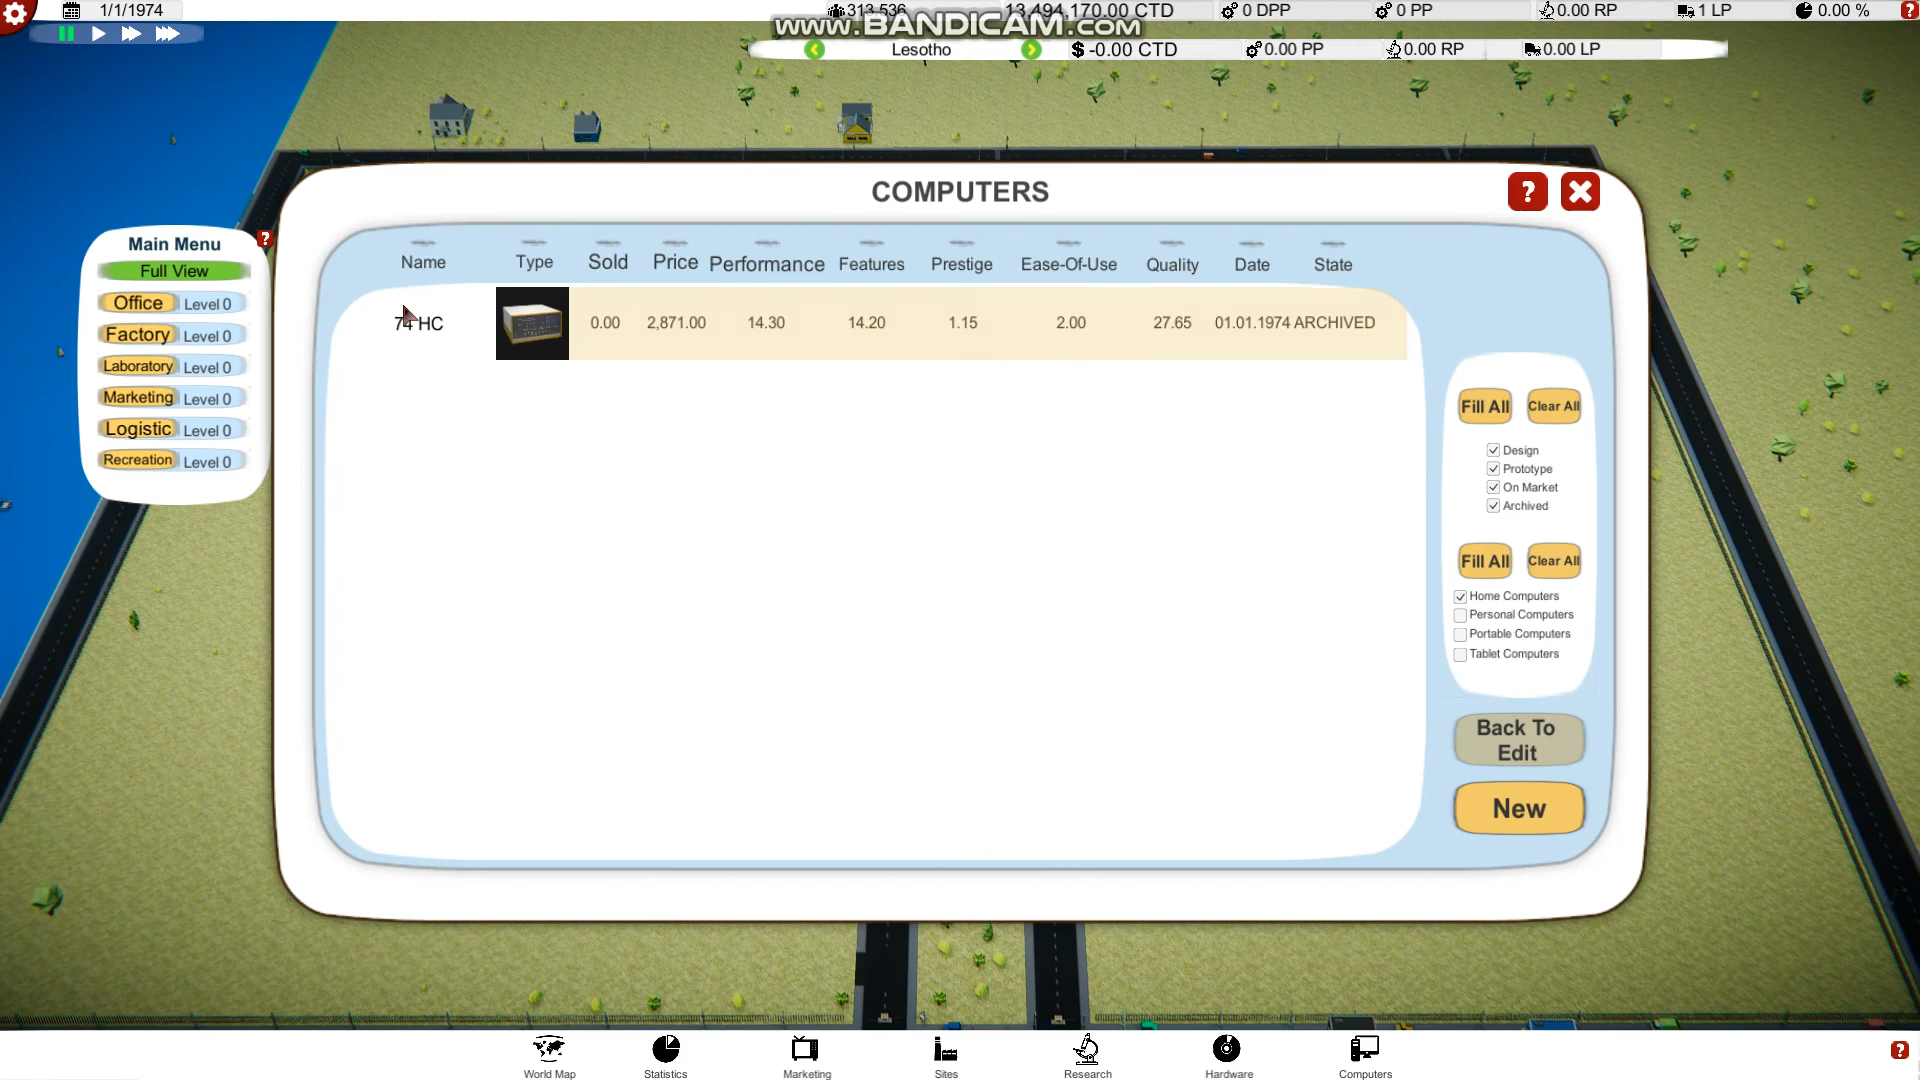 1/1/1974
313,536
13,494,170.00 CTD
0 DPP
0 PP
0.00 RP
1 LP
0.00 %
?
www.BANDICAM.com
Lesotho
$ -0.00 CTD
0.00 PP
0.00 RP
0.00 LP
COMPUTERS
?
Main Menu
?
Full View
Office Level 0
Factory Level 0
Laboratory Level 0
Marketing Level 0
Logistic Level 0
Recreation Level 0
Name Type Sold Price Performance Features Prestige Ease-Of-Use Quality Date State
74 HC 0.00 2,871.00 14.30 14.20 1.15 2.00 27.65 01.01.1974 ARCHIVED
Fill All Clear All
Design
Prototype
On Market
Archived
Fill All Clear All
Home Computers
Personal Computers
Portable Computers
Tablet Computers
Back To
Edit
New
World Map
Statistics
Marketing
Sites
Research
Hardware
Computers
?